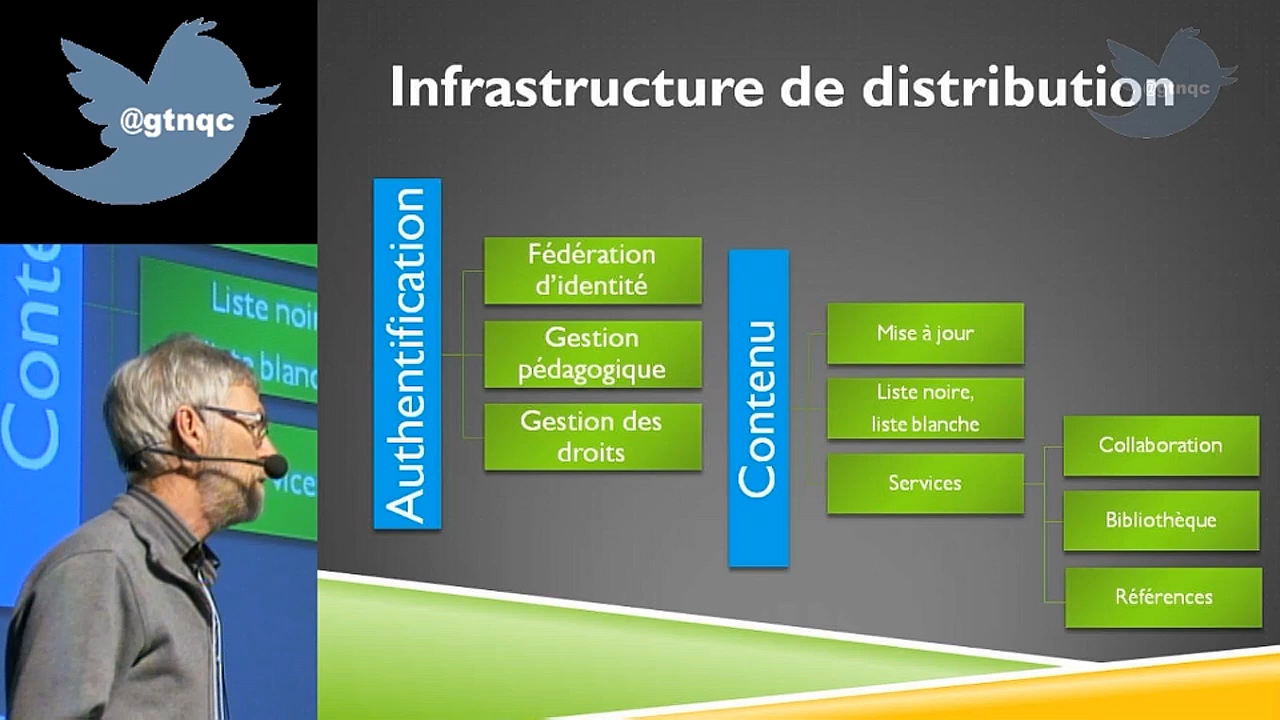 @gtnqc
Infrastructure de distribution
@gtnqc
Authentification
Fédération
d'identité
Gestion
pédagogique
Gestion des
droits
Contenu
Mise à jour
Liste noire,
liste blanche
Services
Collaboration
Bibliothèque
Références
Conte
Liste noi